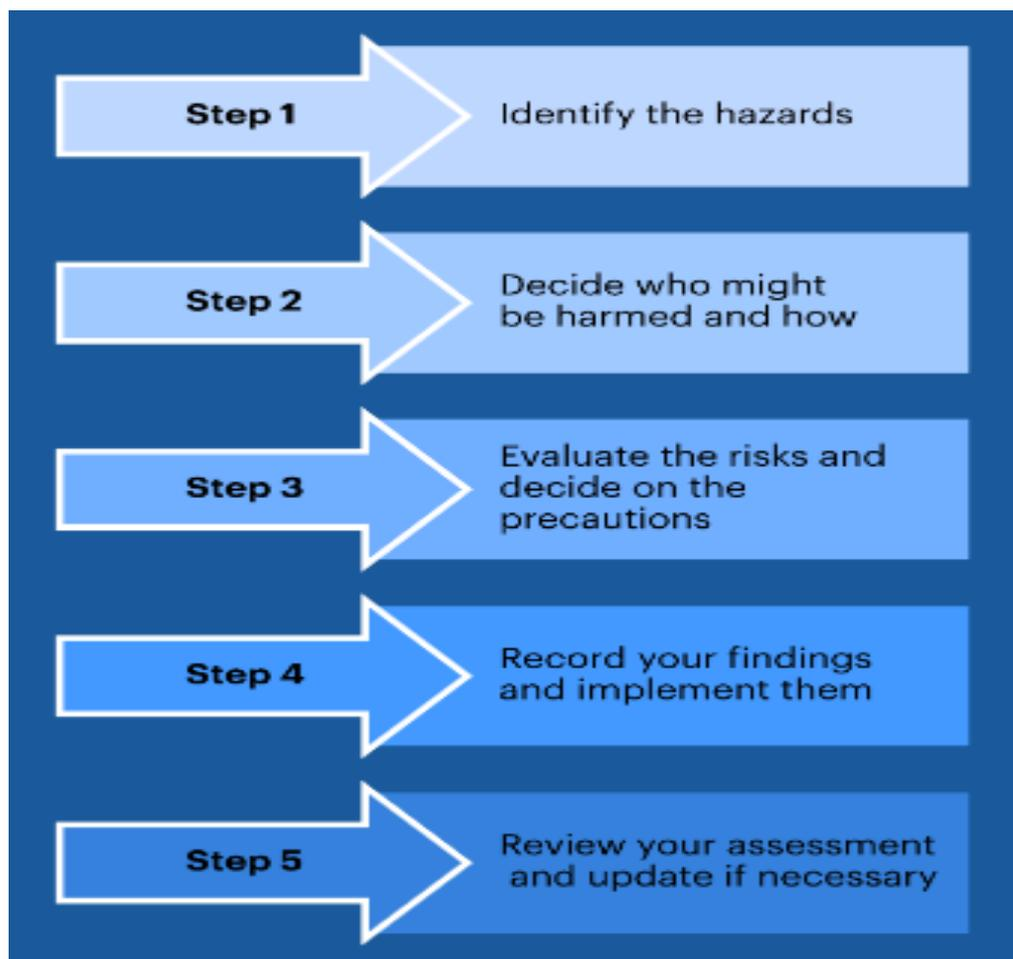 Step 1
Identify the hazards
Step 2
Decide who might
be harmed and how
Step 3
Evaluate the risks and
decide on the
precautions
Step 4
Record your findings
and implement them
Step 5
Review your assessment
and update if necessary